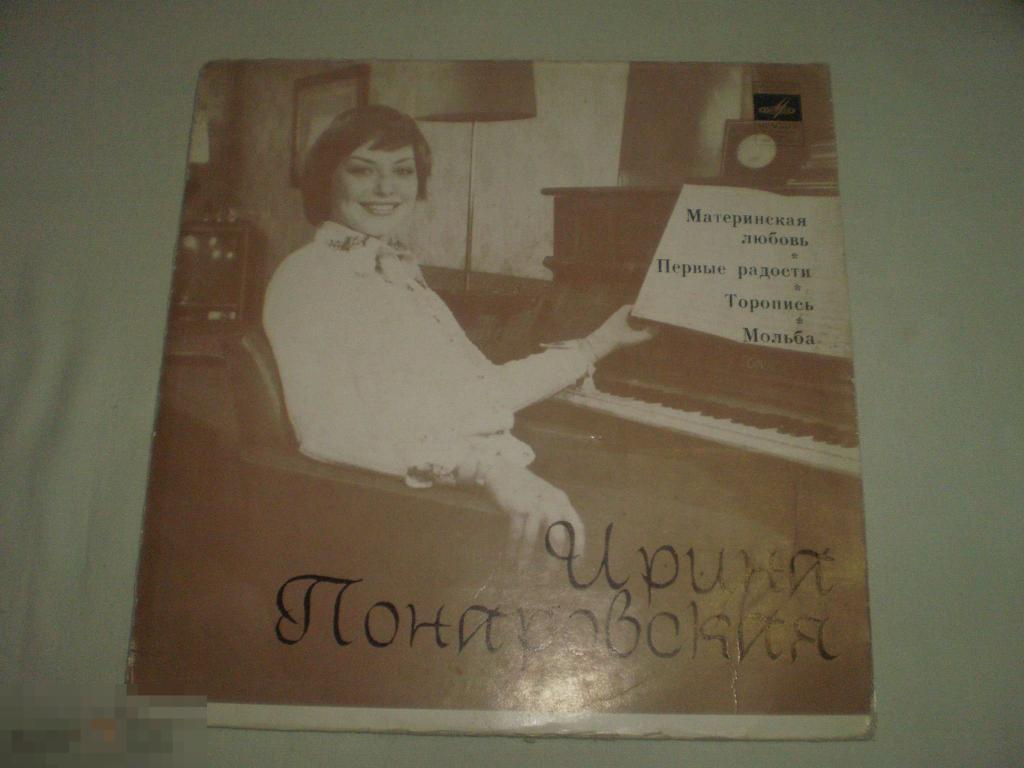 Материнская
любовь
*
Первые радости
*
Торопись
*
Мольба
Ирина
Понаровская